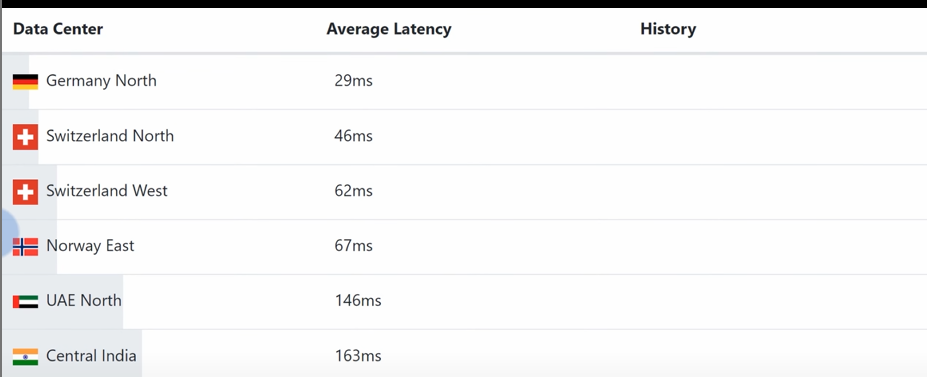 Data Center Average Latency History
Germany North 29ms
Switzerland North 46ms
Switzerland West 62ms
Norway East 67ms
UAE North 146ms
Central India 163ms